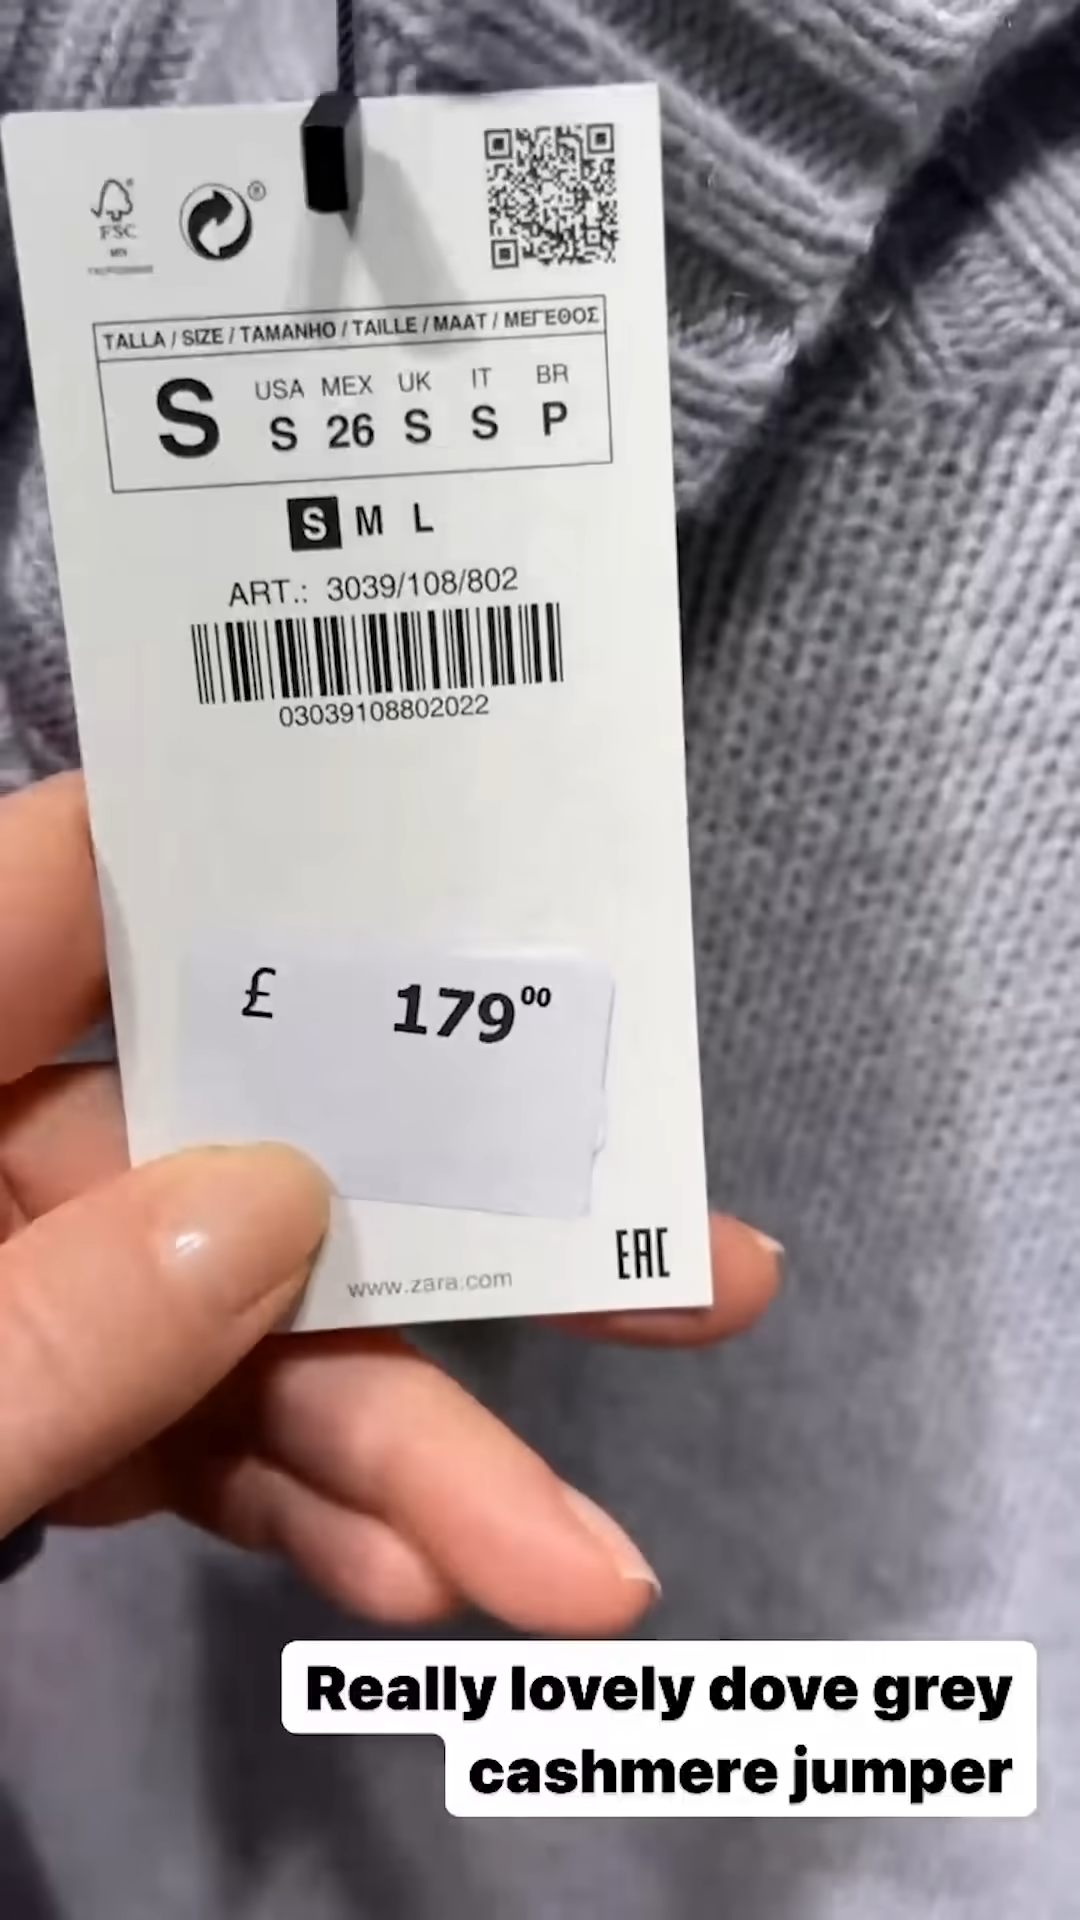 FSC
TALLA / SIZE / TAMANHO / TAILLE / MAAT / ΜΕΓΕΘΟΣ
S
USA MEX UK IT BR
S 26 S S P
S M L
ART.: 3039/108/802
03039108802022
£ 179⁰⁰
www.zara.com
EAC
Really lovely dove grey
cashmere jumper